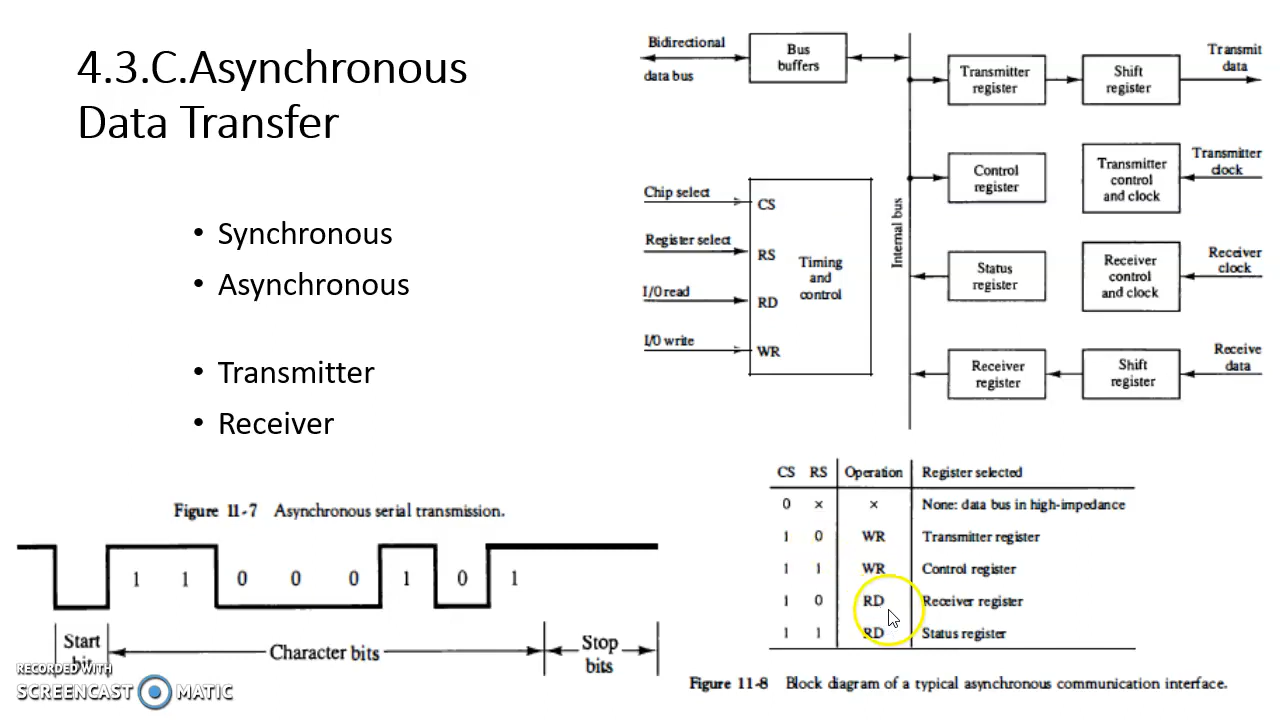 4.3.C.Asynchronous
Data Transfer
• Synchronous
• Asynchronous
• Transmitter
• Receiver
Figure 11-7 Asynchronous serial transmission.
1 1 0 0 0 1 0 1
Start
bit
Character bits
Stop
bits
RECORDED WITH
SCREENCAST MATIC
Bidirectional
data bus
Bus
buffers
Transmitter
register
Shift
register
Transmit
data
Chip select
Register select
I/O read
I/O write
CS
RS
RD
WR
Timing
and
control
Internal bus
Control
register
Transmitter
control
and clock
Transmitter
clock
Status
register
Receiver
control
and clock
Receiver
clock
Receiver
register
Shift
register
Receive
data
CS RS Operation Register selected
0 x x None: data bus in high-impedance
1 0 WR Transmitter register
1 1 WR Control register
1 0 RD Receiver register
1 1 RD Status register
Figure 11-8 Block diagram of a typical asynchronous communication interface.